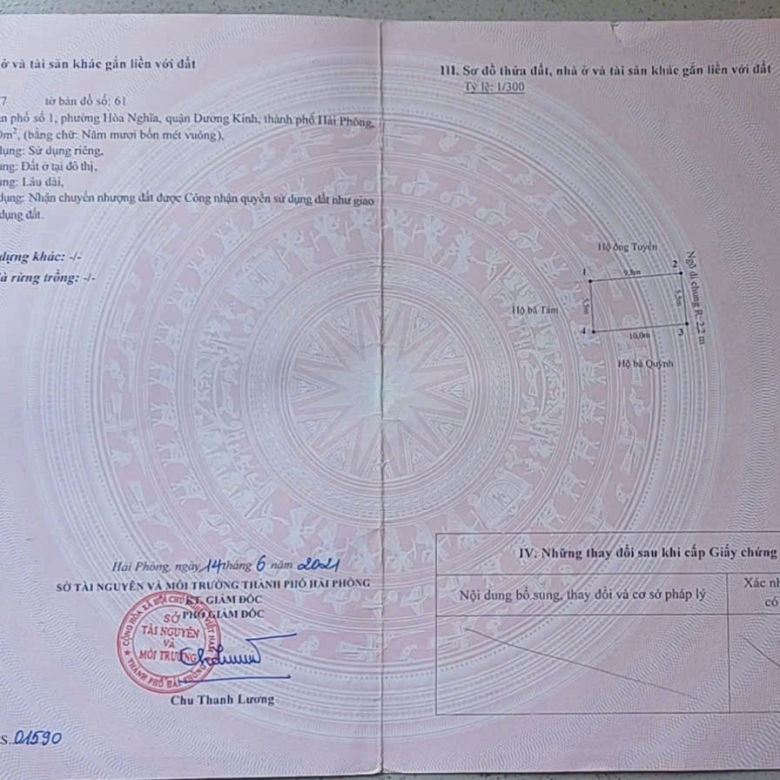 ở và tài sản khác gắn liền với đất
7 tờ bản đồ số: 61
phố số 1, phường Hòa Nghĩa, quận Dương Kinh, thành phố Hải Phòng,
0m², (bằng chữ: Năm mươi bốn mét vuông),
dụng: Sử dụng riêng,
ụng: Đất ở tại đô thị,
ụng: Lâu dài,
dụng: Nhận chuyển nhượng đất được Công nhận quyền sử dụng đất như giao
dụng đất.
dựng khác: -/-
à rừng trồng: -/-
Hải Phòng, ngày 14 tháng 6 năm 2021
SỞ TÀI NGUYÊN VÀ MÔI TRƯỜNG THÀNH PHỐ HẢI PHÒNG
KT. GIÁM ĐỐC
PHÓ GIÁM ĐỐC
SỞ
TÀI NGUYÊN
VÀ
MÔI TRƯỜNG
Chu Thanh Lương
S 01590
III. Sơ đồ thửa đất, nhà ở và tài sản khác gắn liền với đất
Tỷ lệ: 1/300
Hộ ông Tuyển
1
2
9,8m
5,5m
5,5m
Ngõ đi chung R- 2,2 m
Hộ bà Tám
4
3
10,0m
Hộ bà Quỳnh
IV. Những thay đổi sau khi cấp Giấy chứng
Nội dung bổ sung, thay đổi và cơ sở pháp lý
Xác nh
có